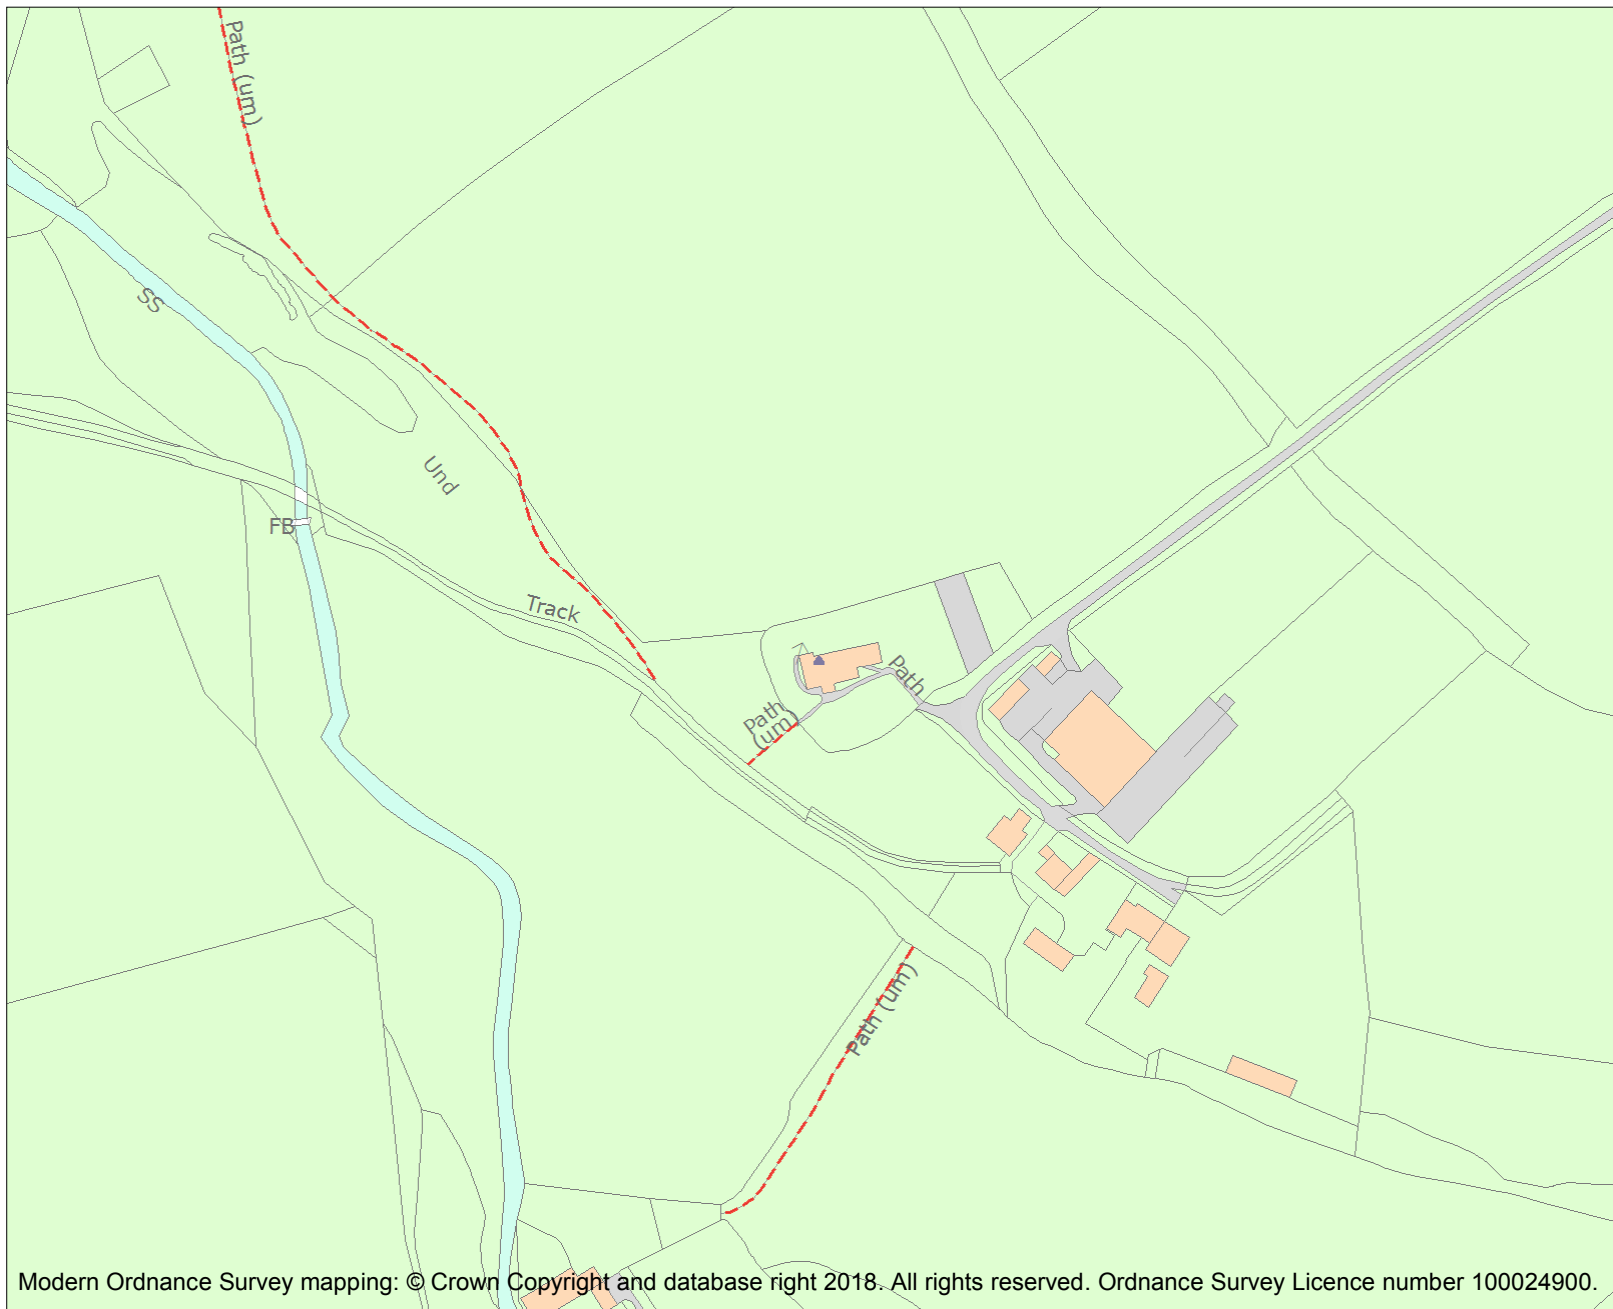 Path (um)
SS
Und
FB
Track
Path
Path
(um)
Path (um)
Modern Ordnance Survey mapping: © Crown Copyright and database right 2018. All rights reserved. Ordnance Survey Licence number 100024900.